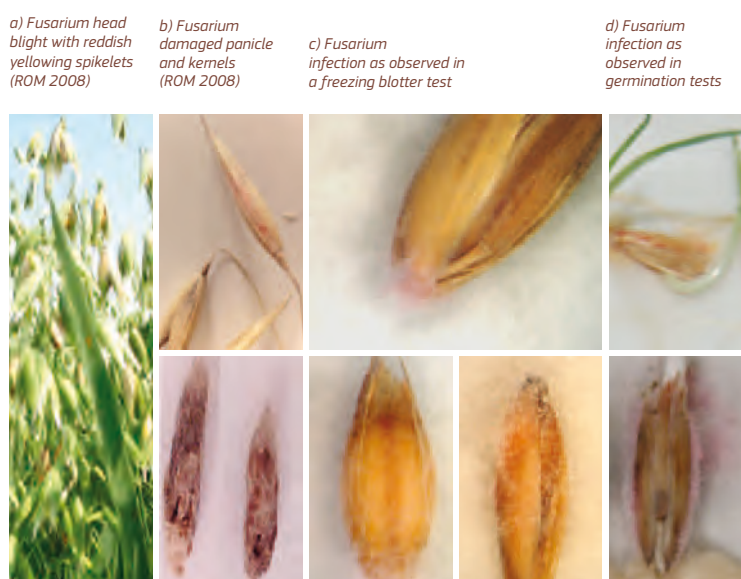 a) Fusarium head
blight with reddish
yellowing spikelets
(ROM 2008)
b) Fusarium
damaged panicle
and kernels
(ROM 2008)
c) Fusarium
infection as observed in
a freezing blotter test
d) Fusarium
infection as
observed in
germination tests